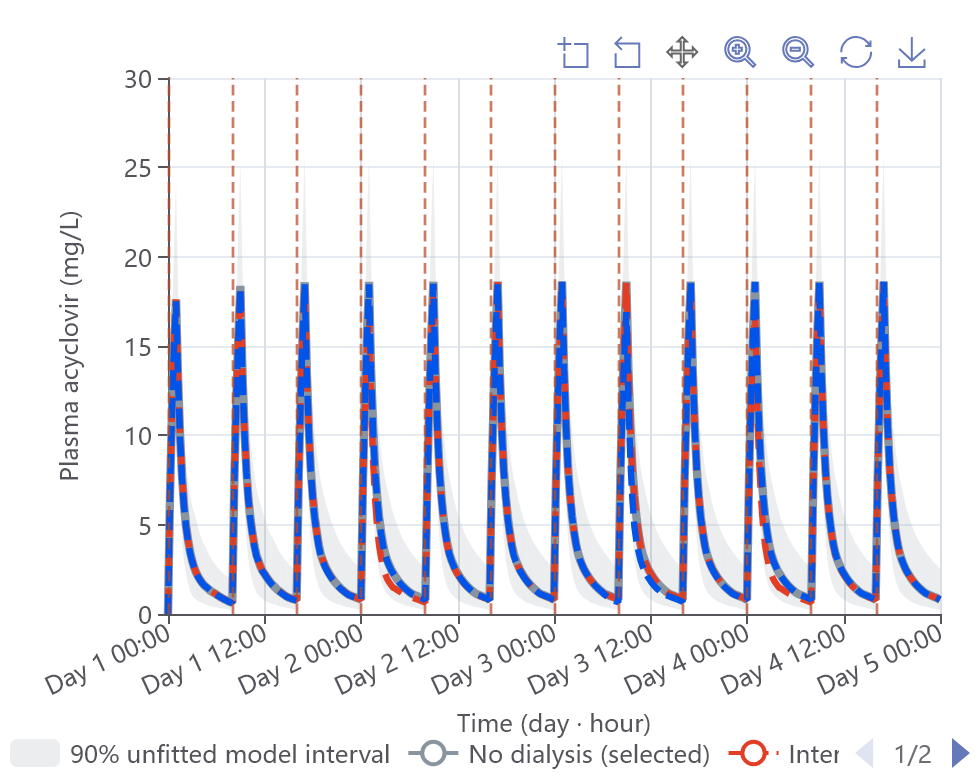 30
25
20
15
10
5
0
Plasma acyclovir (mg/L)
Day 1 00:00
Day 1 12:00
Day 2 00:00
Day 2 12:00
Day 3 00:00
Day 3 12:00
Day 4 00:00
Day 4 12:00
Day 5 00:00
Time (day · hour)
90% unfitted model interval No dialysis (selected) Inter 1/2